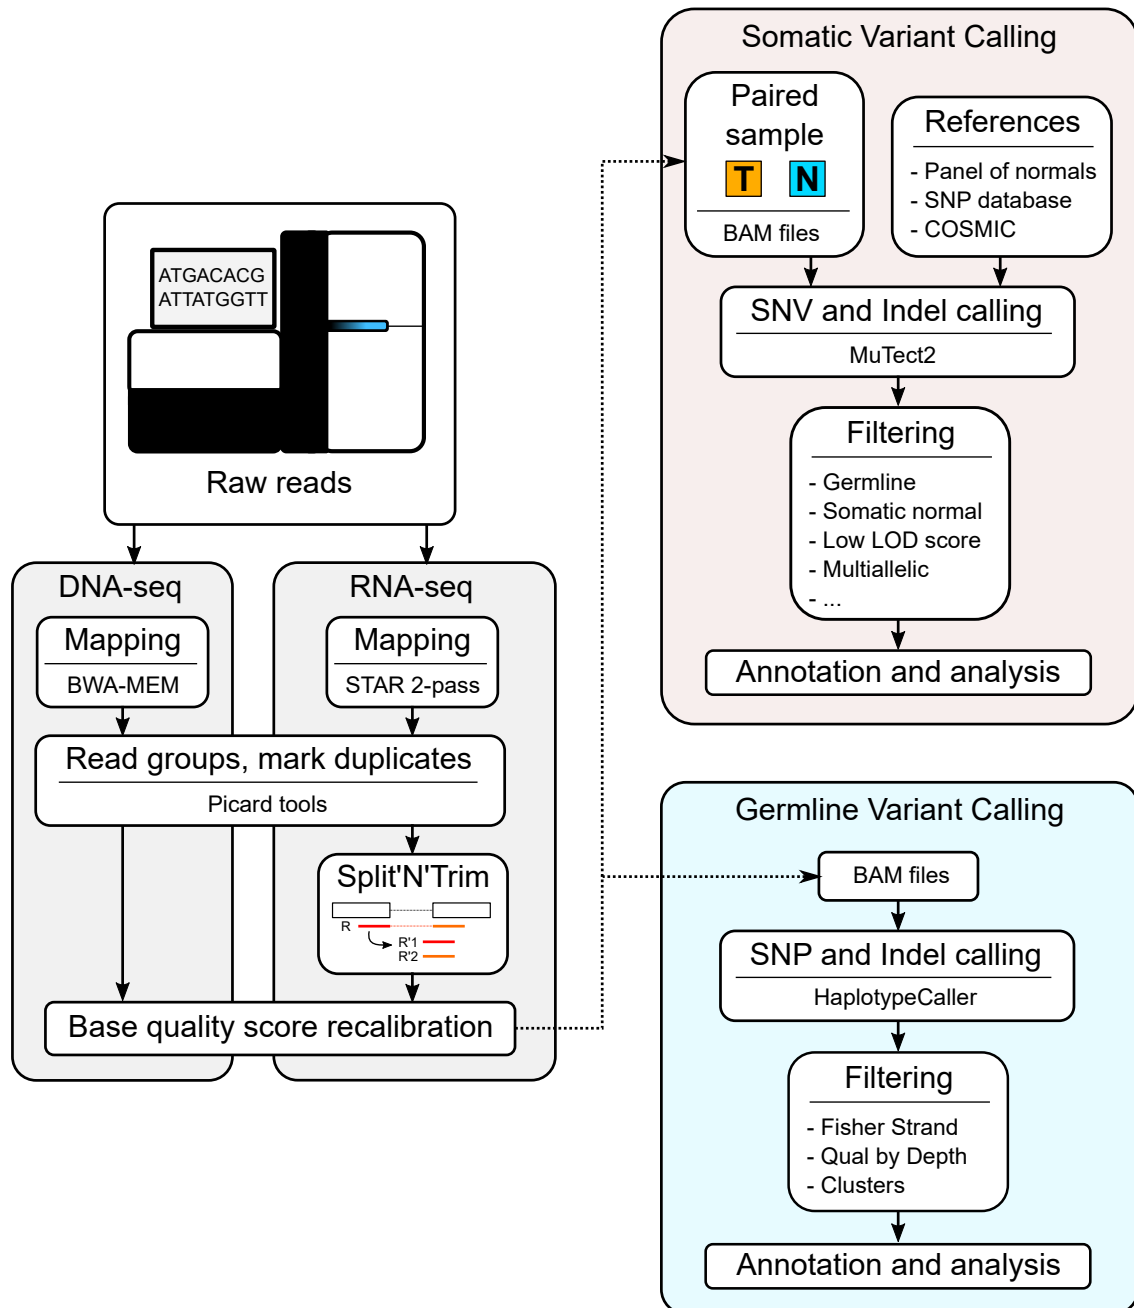 ATGACACG
ATTATGGTT
Raw reads
DNA-seq
Mapping
BWA-MEM
RNA-seq
Mapping
STAR 2-pass
Read groups, mark duplicates
Picard tools
Split'N'Trim
R
R'1
R'2
Base quality score recalibration
Somatic Variant Calling
Paired
sample
T N
BAM files
References
- Panel of normals
- SNP database
- COSMIC
SNV and Indel calling
MuTect2
Filtering
- Germline
- Somatic normal
- Low LOD score
- Multiallelic
- ...
Annotation and analysis
Germline Variant Calling
BAM files
SNP and Indel calling
HaplotypeCaller
Filtering
- Fisher Strand
- Qual by Depth
- Clusters
Annotation and analysis